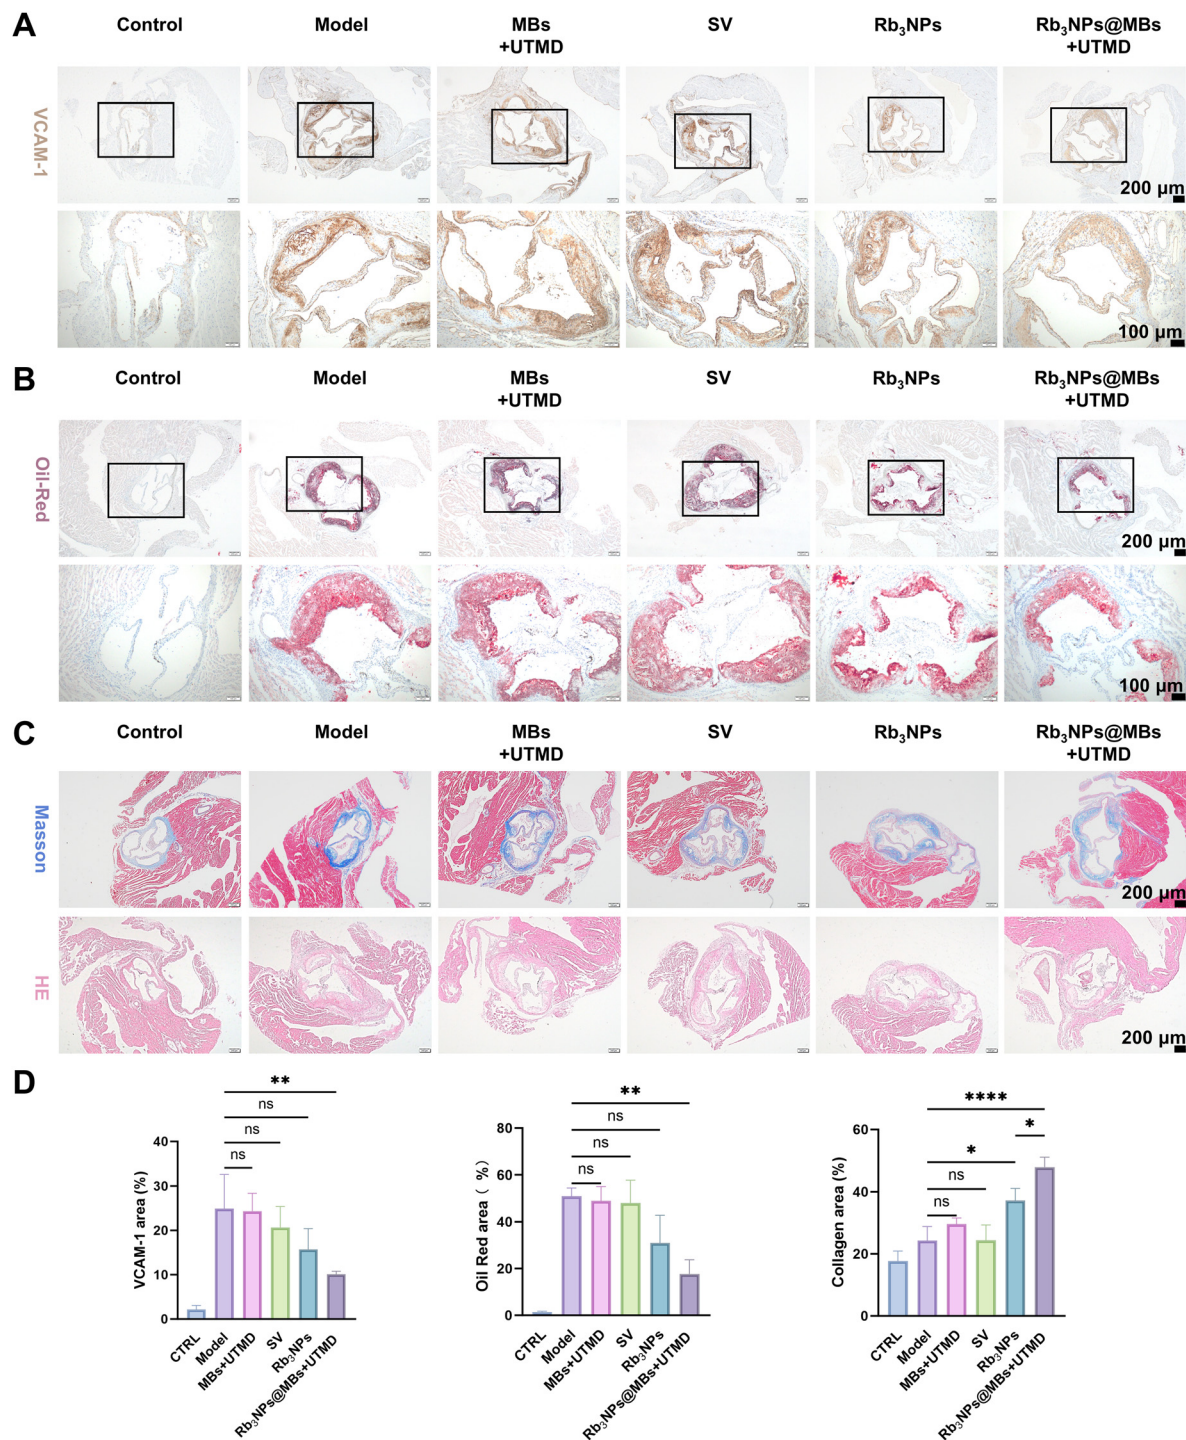 A
Control
Model
MBs
+UTMD
SV
Rb₃NPs
Rb₃NPs@MBs
+UTMD
VCAM-1
200 µm
100 µm
B
Control
Model
MBs
+UTMD
SV
Rb₃NPs
Rb₃NPs@MBs
+UTMD
Oil-Red
200 µm
100 µm
C
Control
Model
MBs
+UTMD
SV
Rb₃NPs
Rb₃NPs@MBs
+UTMD
Masson
200 µm
HE
200 µm
D
VCAM-1 area (%)
40
30
20
10
0
**
ns
ns
ns
CTRL
Model
MBs+UTMD
SV
Rb₃NPs
Rb₃NPs@MBs+UTMD
Oil Red area ( %)
80
60
40
20
0
**
ns
ns
ns
CTRL
Model
MBs+UTMD
SV
Rb₃NPs
Rb₃NPs@MBs+UTMD
Collagen area (%)
60
40
20
0
****
*
*
ns
ns
CTRL
Model
MBs+UTMD
SV
Rb₃NPs
Rb₃NPs@MBs+UTMD